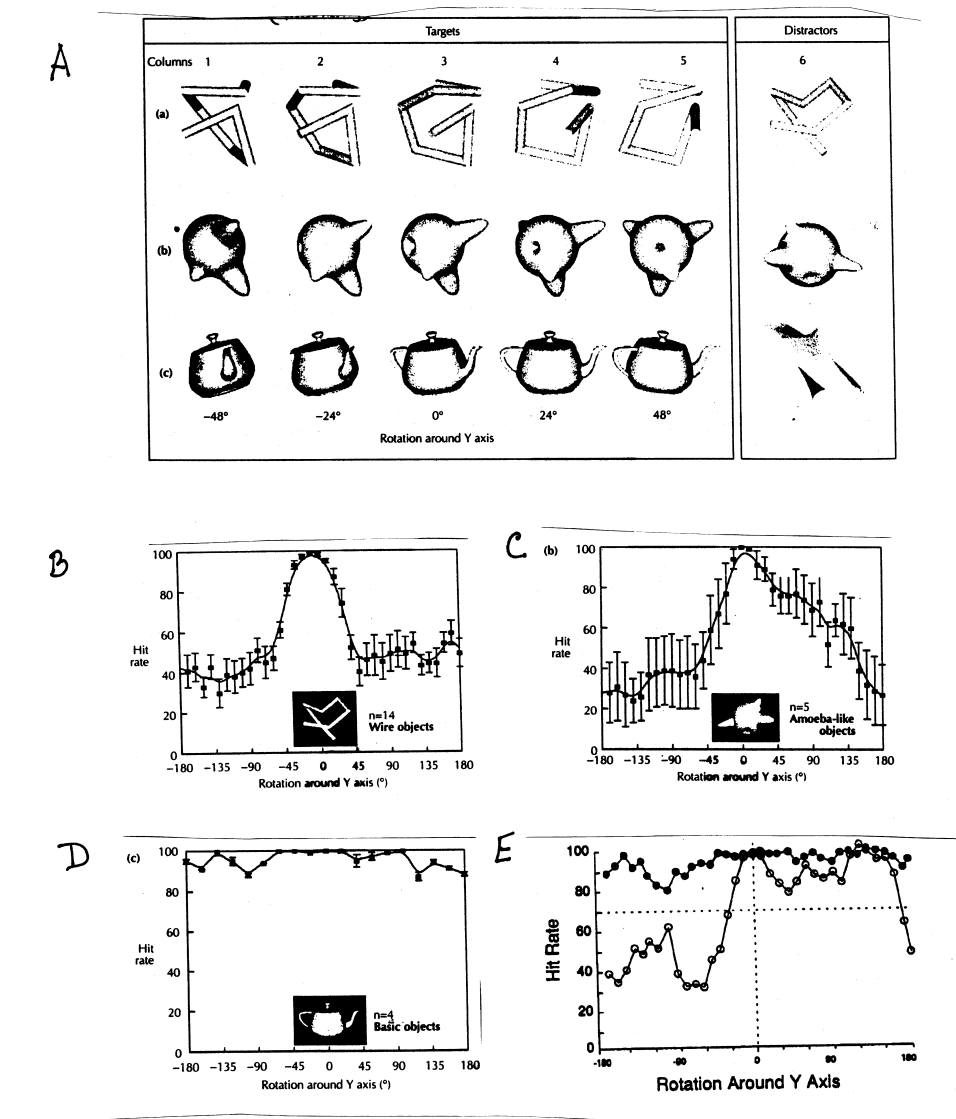 A
Targets
Distractors
Columns 1 2 3 4 5 6
(a)
(b)
(c)
−48° −24° 0° 24° 48°
Rotation around Y axis
B
100
80
60
Hit
rate
40
20
0
n=14
Wire objects
−180 −135 −90 −45 0 45 90 135 180
Rotation around Y axis (°)
C
(b)
100
80
60
Hit
rate
40
20
0
n=5
Amoeba-like
objects
−180 −135 −90 −45 0 45 90 135 180
Rotation around Y axis (°)
D
(c)
100
80
60
Hit
rate
40
20
0
n=4
Basic objects
-180 -135 -90 -45 0 45 90 135 180
Rotation around Y axis (°)
E
100
80
60
40
20
0
Hit Rate
-180 -90 0 90 180
Rotation Around Y Axis